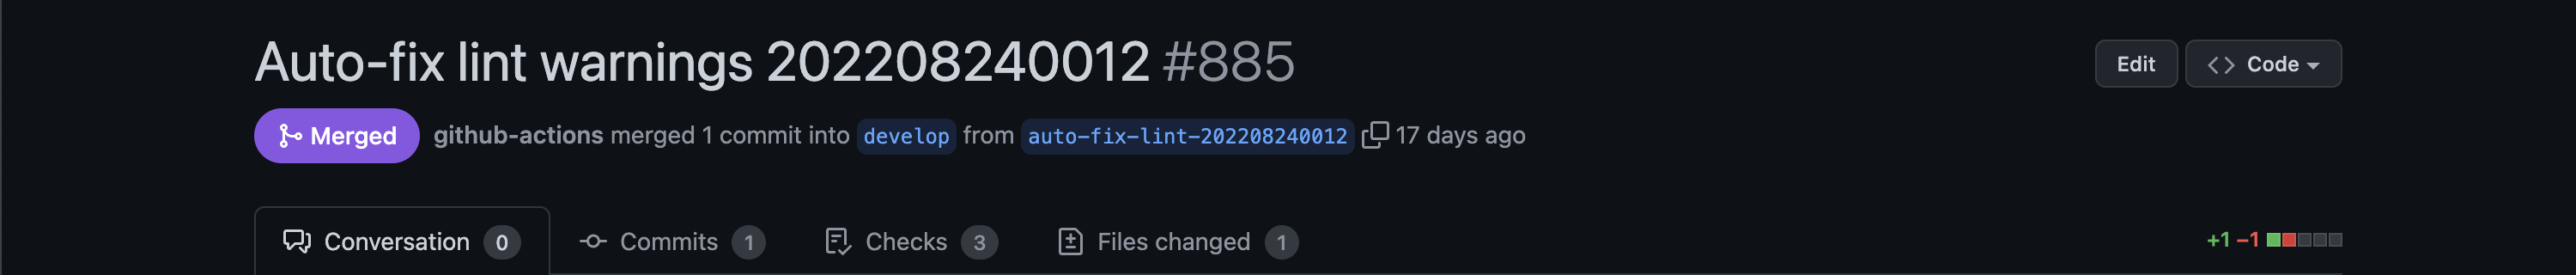 Auto-fix lint warnings 202208240012 #885
Edit
Code
Merged
github-actions merged 1 commit into develop from auto-fix-lint-202208240012 17 days ago
Conversation 0
Commits 1
Checks 3
Files changed 1
+1 −1